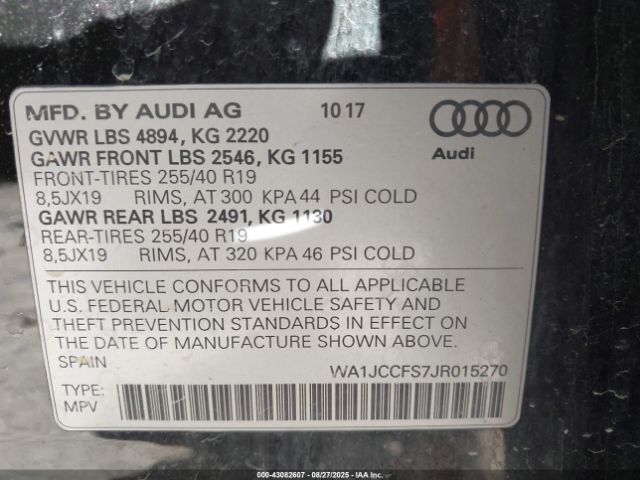 MFD. BY AUDI AG 10 17
GVWR LBS 4894, KG 2220
GAWR FRONT LBS 2546, KG 1155
Audi
FRONT-TIRES 255/40 R19
8,5JX19 RIMS, AT 300 KPA 44 PSI COLD
GAWR REAR LBS 2491, KG 1130
REAR-TIRES 255/40 R19
8,5JX19 RIMS, AT 320 KPA 46 PSI COLD
THIS VEHICLE CONFORMS TO ALL APPLICABLE
U.S. FEDERAL MOTOR VEHICLE SAFETY AND
THEFT PREVENTION STANDARDS IN EFFECT ON
THE DATE OF MANUFACTURE SHOWN ABOVE.
SPAIN WA1JCCFS7JR015270
TYPE:
MPV
000-43082607 - 08/27/2025 - Copyright IAA, LLC